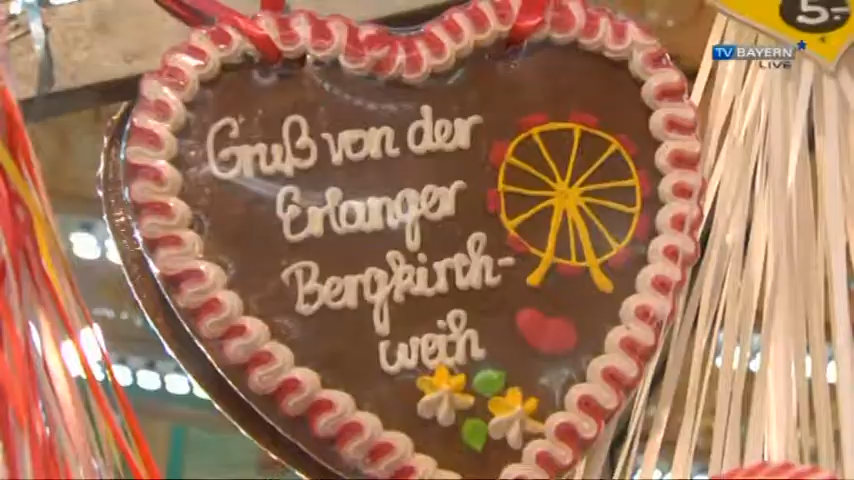 5.-
TV BAYERN
LIVE
Gruß von der
Erlanger
Bergkirch-
weih